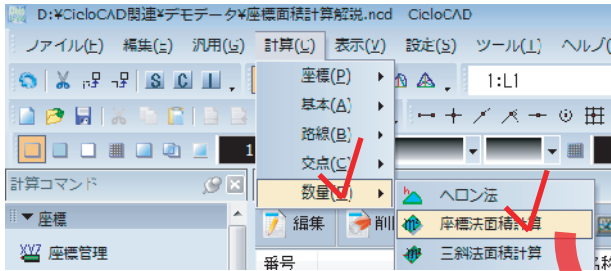 D:¥CicloCAD関連¥デモデータ¥座標面積計算解説.ncd CicloCAD
ファイル(F) 編集(E) 汎用(G) 計算(C) 表示(V) 設定(S) ツール(T) ヘルプ(
S C I 座標(P) 1:L1
基本(A)
路線(B)
1 交点(C)
計算コマンド 数量(D) ヘロン法
座標 編集 削 座標法面積計算
XYZ 座標管理 番号 三斜法面積計算 名称